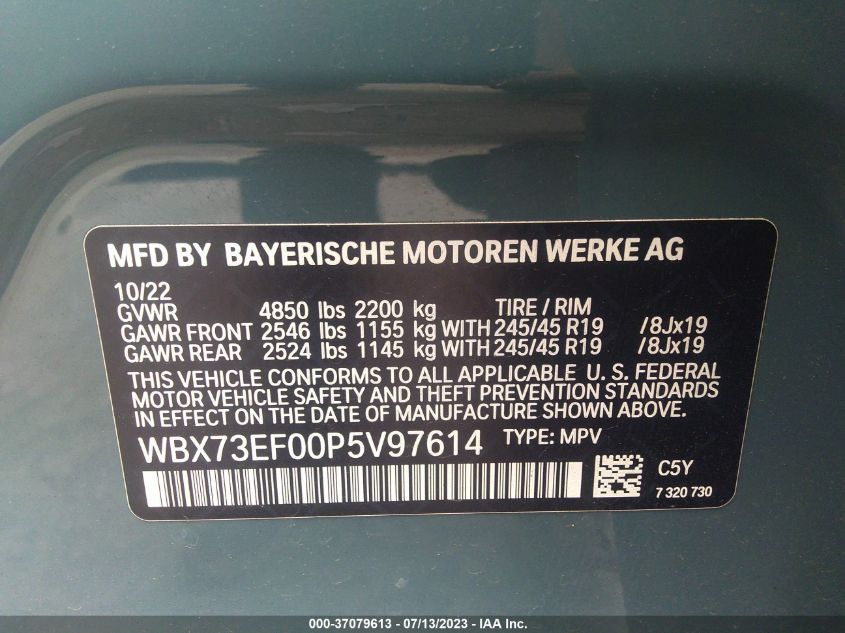 MFD BY BAYERISCHE MOTOREN WERKE AG
10/22
GVWR 4850 lbs 2200 kg TIRE / RIM
GAWR FRONT 2546 lbs 1155 kg WITH 245/45 R19 /8Jx19
GAWR REAR 2524 lbs 1145 kg WITH 245/45 R19 /8Jx19
THIS VEHICLE CONFORMS TO ALL APPLICABLE U. S. FEDERAL
MOTOR VEHICLE SAFETY AND THEFT PREVENTION STANDARDS
IN EFFECT ON THE DATE OF MANUFACTURE SHOWN ABOVE.
WBX73EF00P5V97614 TYPE: MPV
C5Y
7 320 730
000-37079613 - 07/13/2023 - IAA Inc.